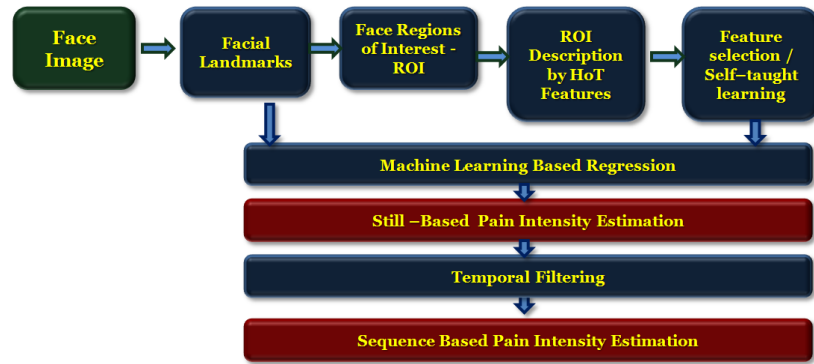 Face
Image
Facial
Landmarks
Face Regions
of Interest -
ROI
ROI
Description
by HoT
Features
Feature
selection /
Self–taught
learning
Machine Learning Based Regression
Still –Based  Pain Intensity Estimation
Temporal Filtering
Sequence Based Pain Intensity Estimation